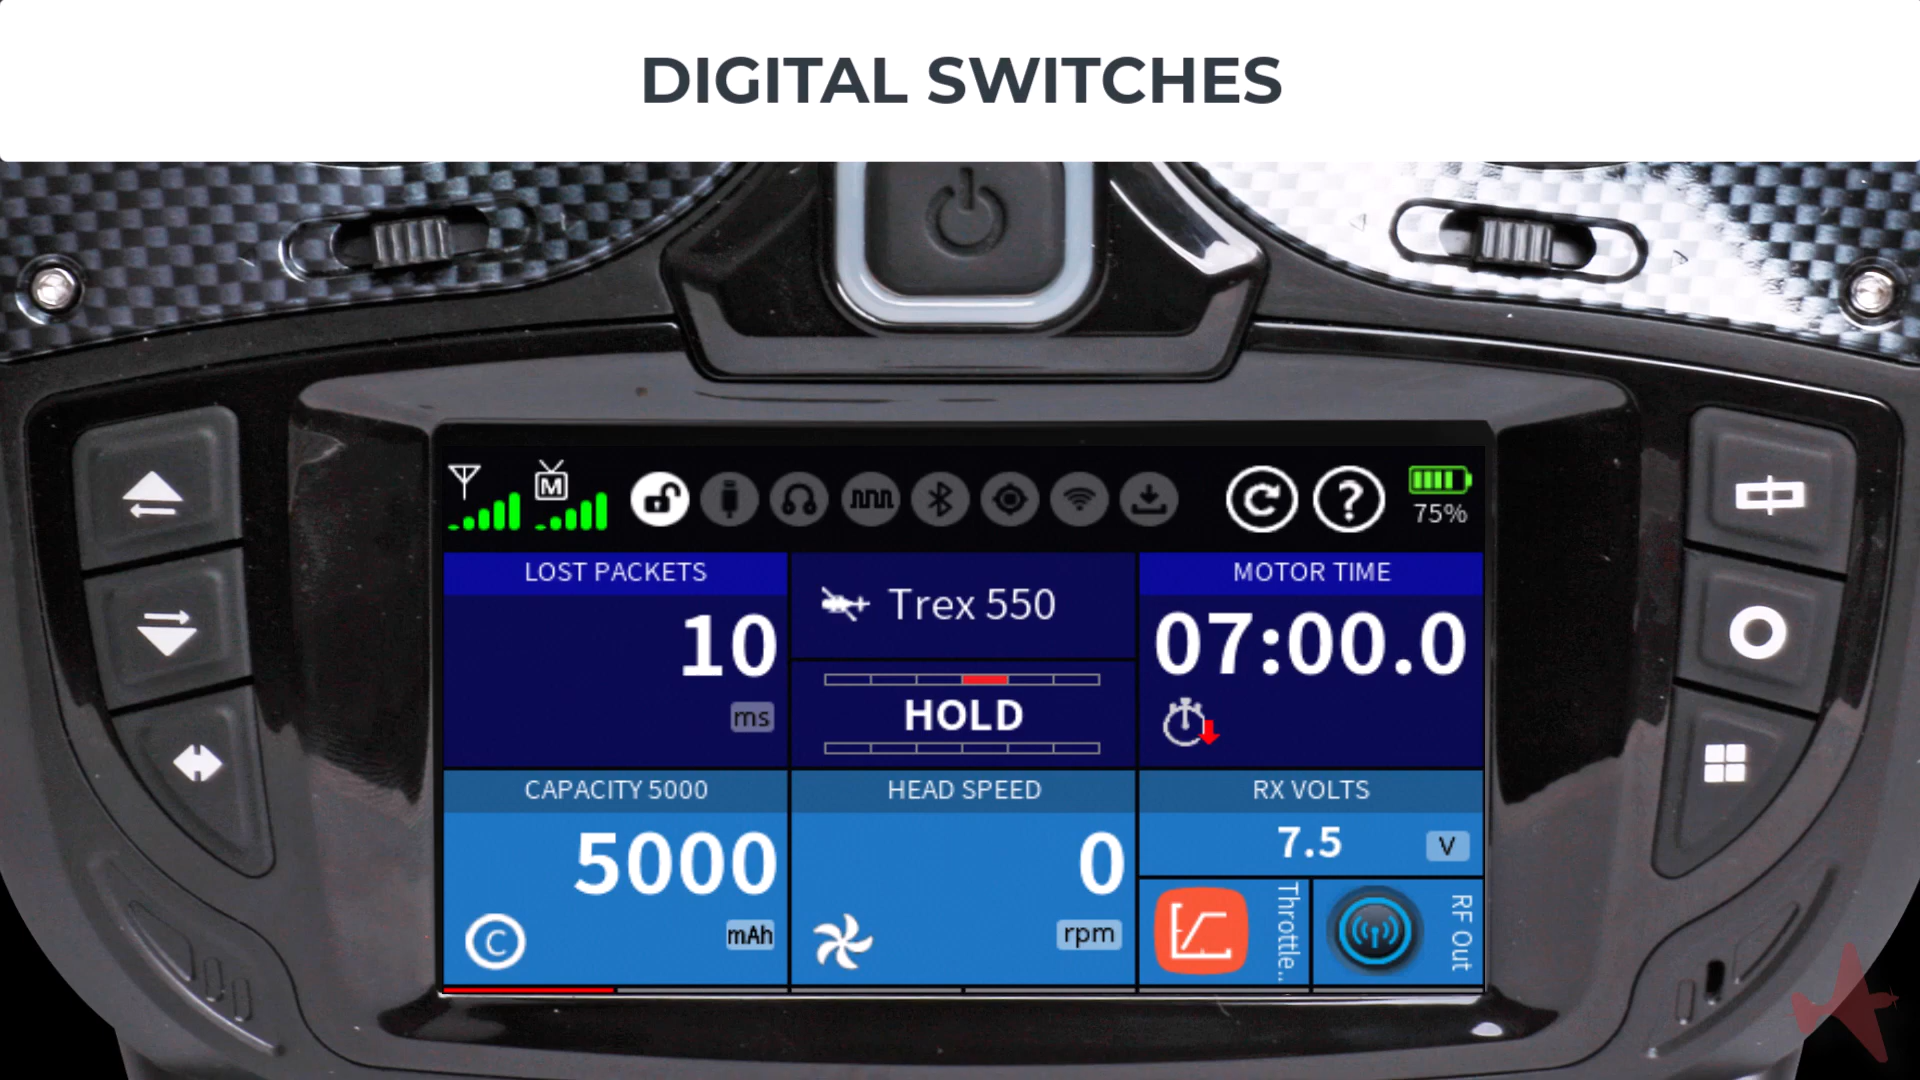 DIGITAL SWITCHES
M
75%
LOST PACKETS
10
ms
Trex 550
HOLD
MOTOR TIME
07:00.0
CAPACITY 5000
5000
C
mAh
HEAD SPEED
0
rpm
RX VOLTS
7.5
V
Throttle..
RF Out